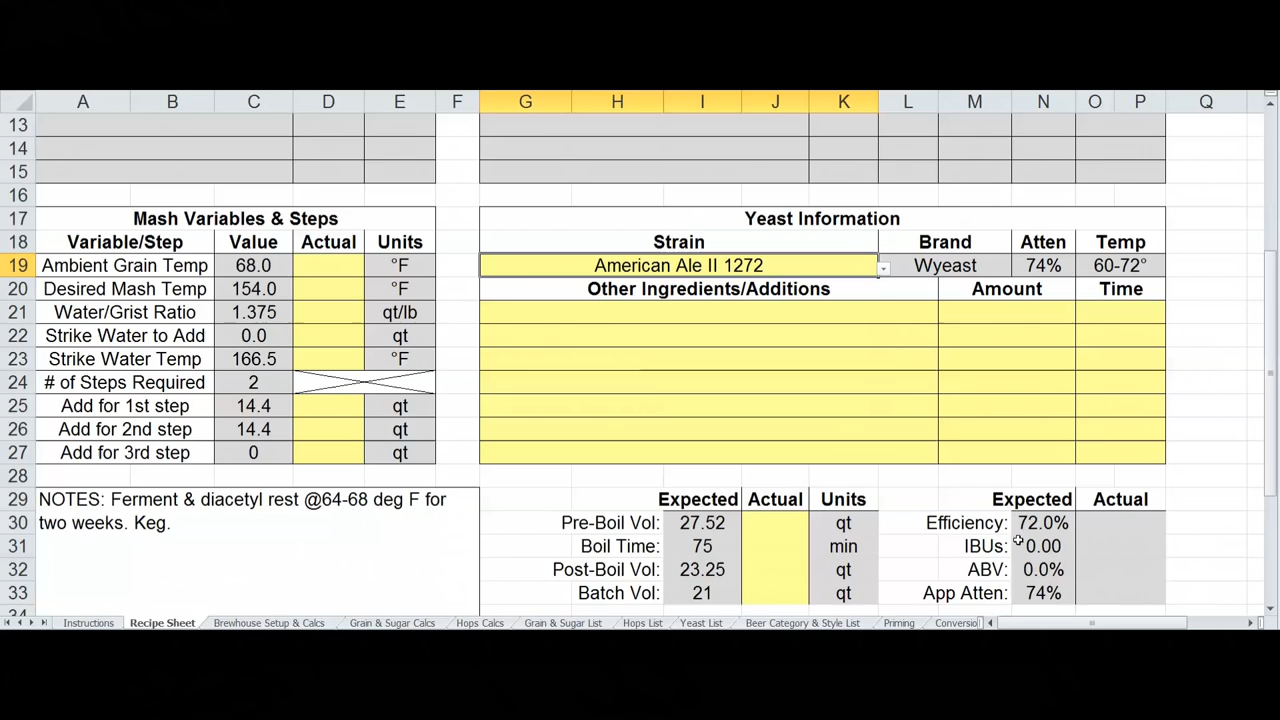 A B C D E F G H I J K L M N O P Q
13
14
15
16
17 Mash Variables & Steps Yeast Information
18 Variable/Step Value Actual Units Strain Brand Atten Temp
19 Ambient Grain Temp 68.0 °F American Ale II 1272 Wyeast 74% 60-72°
20 Desired Mash Temp 154.0 °F Other Ingredients/Additions Amount Time
21 Water/Grist Ratio 1.375 qt/lb
22 Strike Water to Add 0.0 qt
23 Strike Water Temp 166.5 °F
24 # of Steps Required 2
25 Add for 1st step 14.4 qt
26 Add for 2nd step 14.4 qt
27 Add for 3rd step 0 qt
28
29 NOTES: Ferment & diacetyl rest @64-68 deg F for Expected Actual Units Expected Actual
30 two weeks. Keg. Pre-Boil Vol: 27.52 qt Efficiency: 72.0%
31 Boil Time: 75 min IBUs: 0.00
32 Post-Boil Vol: 23.25 qt ABV: 0.0%
33 Batch Vol: 21 qt App Atten: 74%
34
Instructions Recipe Sheet Brewhouse Setup & Calcs Grain & Sugar Calcs Hops Calcs Grain & Sugar List Hops List Yeast List Beer Category & Style List Priming Conversio